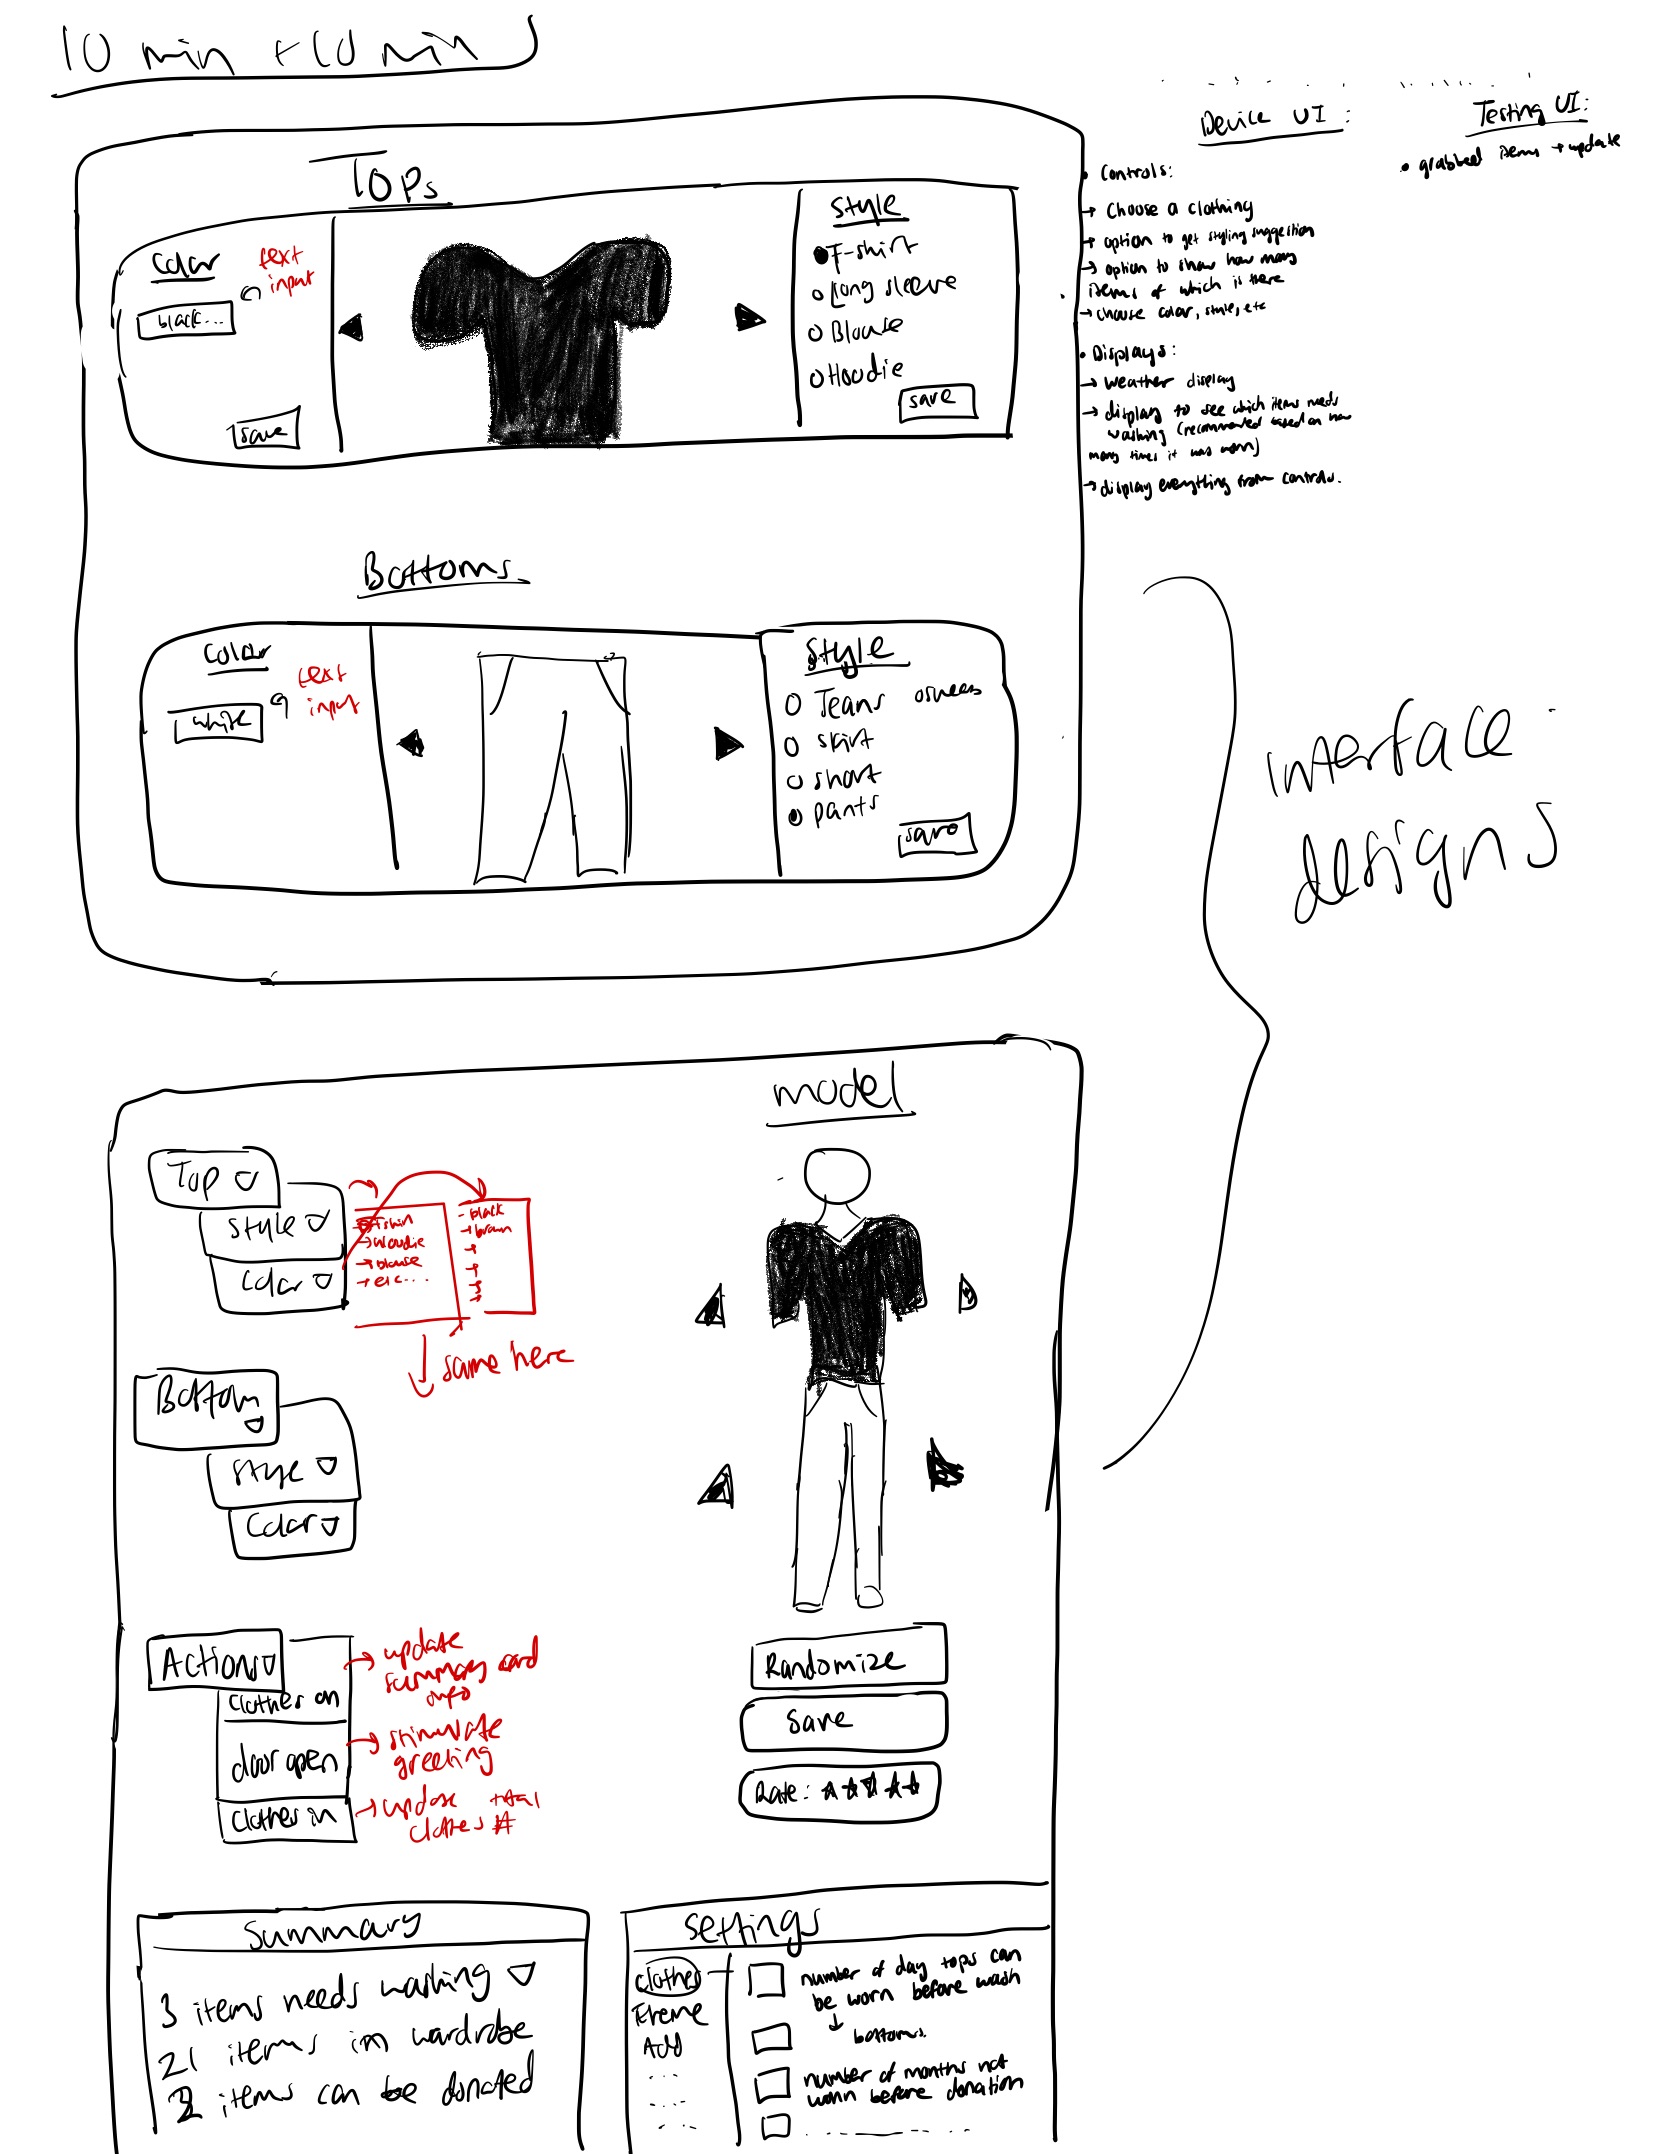 10 min + 10 mins
Device UI:
Controls:
→ Choose a clothing
→ option to get styling suggestion
→ option to show how many
items of which is there
→ choose color, style, etc
Displays:
→ weather display
→ display to see which items needs
washing (recommended based on how
many times it was worn)
→ display everything from controls.
Testing UI:
grabbed items → update
Tops
Color
text
input
black...
save
Style
T-shirt
Long sleeve
Blouse
Hoodie
save
Bottoms
Color
text
input
white
Style
Jeans
skirt
short
pants
save
Interface
designs
model
Top
Style
Color
→ hoodie
→ blouse
→ etc...
- black
→ brown
same here
Bottom
Style
Color
Actions
clothes on
door open
clothes in
→ update
summary card
info
→ stimulate
greeting
→ update total
clothes #
Randomize
Save
Rate: ★★★★★
Summary
3 items needs washing
21 items in wardrobe
items can be donated
Settings
clothes
Theme
Add
number of day tops can
be worn before wash
↓
bottoms.
number of months not
worn before donation